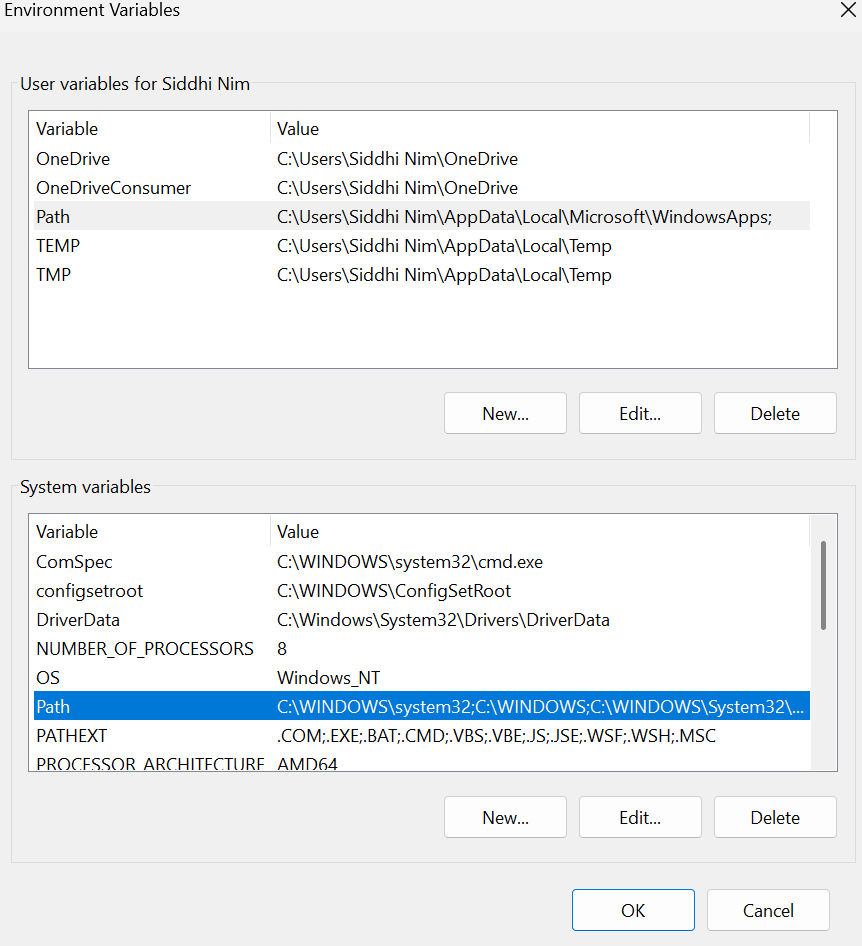 Environment Variables
User variables for Siddhi Nim
Variable Value
OneDrive C:\Users\Siddhi Nim\OneDrive
OneDriveConsumer C:\Users\Siddhi Nim\OneDrive
Path C:\Users\Siddhi Nim\AppData\Local\Microsoft\WindowsApps;
TEMP C:\Users\Siddhi Nim\AppData\Local\Temp
TMP C:\Users\Siddhi Nim\AppData\Local\Temp
New... Edit... Delete
System variables
Variable Value
ComSpec C:\WINDOWS\system32\cmd.exe
configsetroot C:\WINDOWS\ConfigSetRoot
DriverData C:\Windows\System32\Drivers\DriverData
NUMBER_OF_PROCESSORS 8
OS Windows_NT
Path C:\WINDOWS\system32;C:\WINDOWS;C:\WINDOWS\System32\...
PATHEXT .COM;.EXE;.BAT;.CMD;.VBS;.VBE;.JS;.JSE;.WSF;.WSH;.MSC
PROCESSOR_ARCHITECTURE AMD64
New... Edit... Delete
OK Cancel